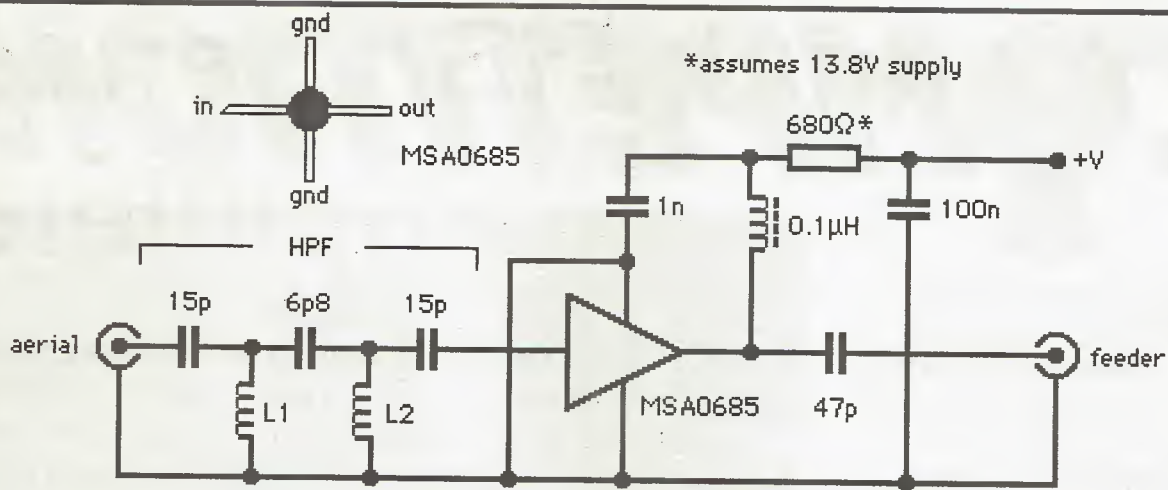 gnd
*assumes 13.8V supply
in
out
680Ω*
MSA0685
+V
gnd
1n
0.1µH
100n
HPF
15p
6p8
15p
aerial
feeder
L1
L2
MSA0685
47p